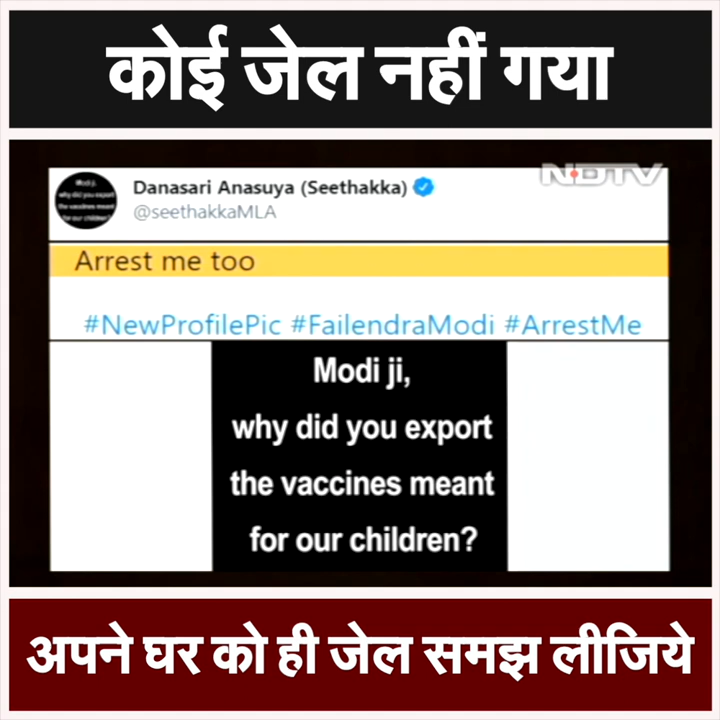 कोई जेल नहीं गया
NDTV
Danasari Anasuya (Seethakka)
@seethakkaMLA
Arrest me too
#NewProfilePic #FailendraModi #ArrestMe
Modi ji,
why did you export
the vaccines meant
for our children?
अपने घर को ही जेल समझ लीजिये